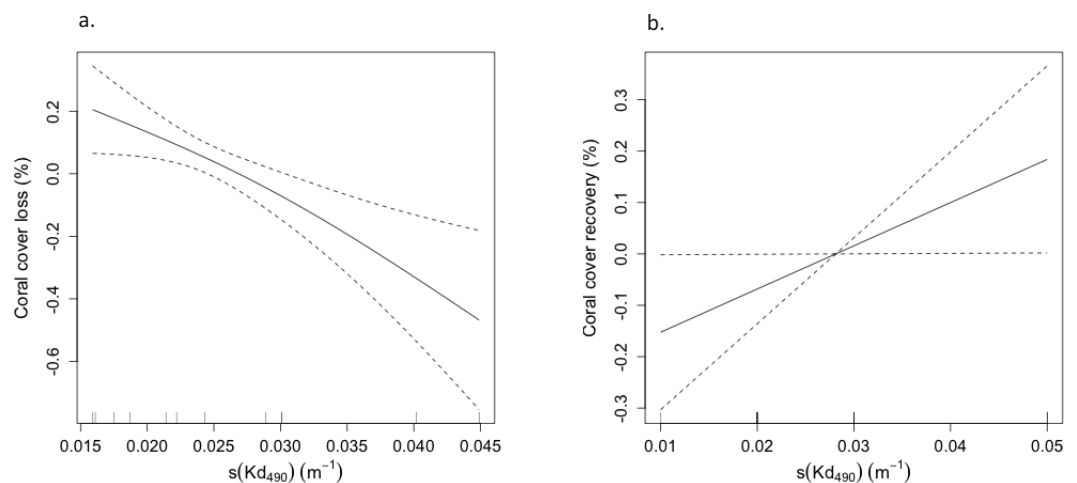 a.
Coral cover loss (%)
0.2
0.0
-0.2
-0.4
-0.6
0.015 0.020 0.025 0.030 0.035 0.040 0.045
s(Kd₄₉₀) (m⁻¹)
b.
Coral cover recovery (%)
0.3
0.2
0.1
0.0
-0.1
-0.2
-0.3
0.01 0.02 0.03 0.04 0.05
s(Kd₄₉₀) (m⁻¹)